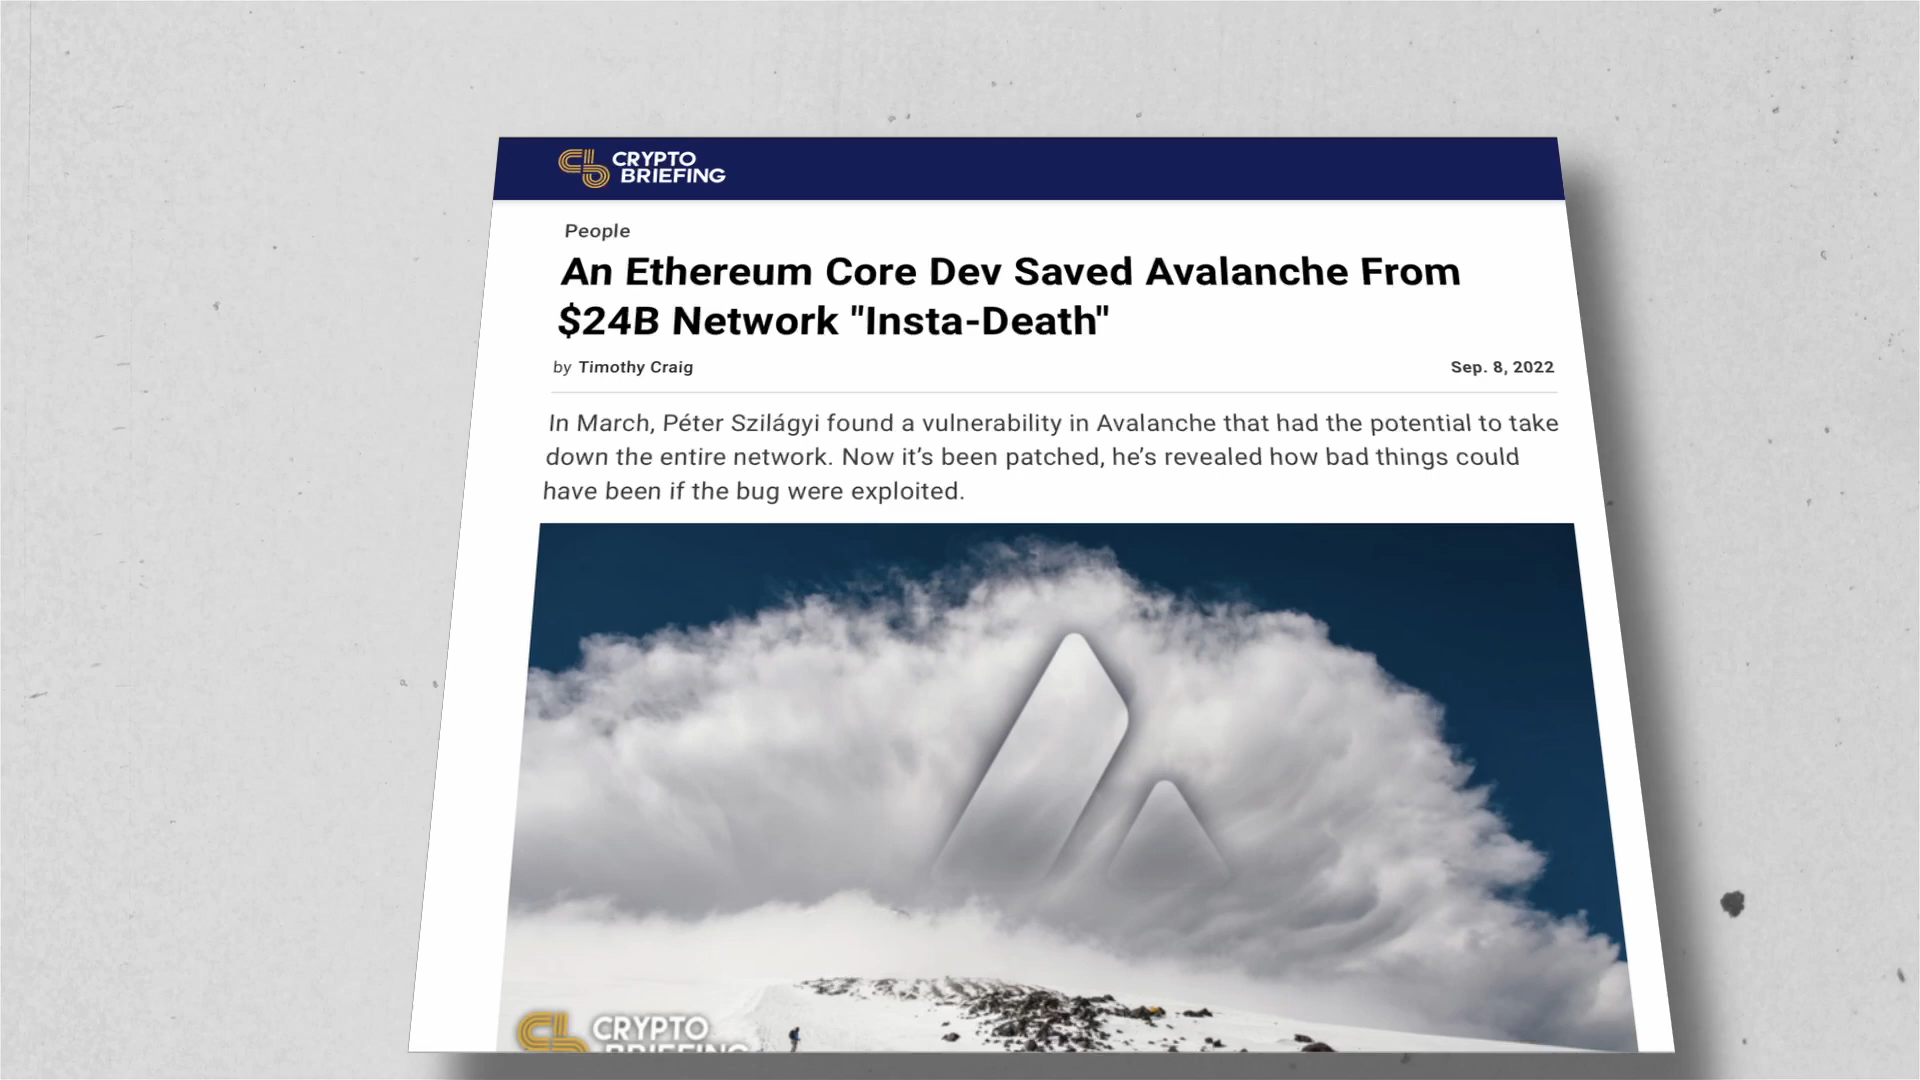 CRYPTO
BRIEFING
People
An Ethereum Core Dev Saved Avalanche From
$24B Network "Insta-Death"
by Timothy Craig
Sep. 8, 2022
In March, Péter Szilágyi found a vulnerability in Avalanche that had the potential to take
down the entire network. Now it’s been patched, he’s revealed how bad things could
have been if the bug were exploited.
CRYPTO
BRIEFING